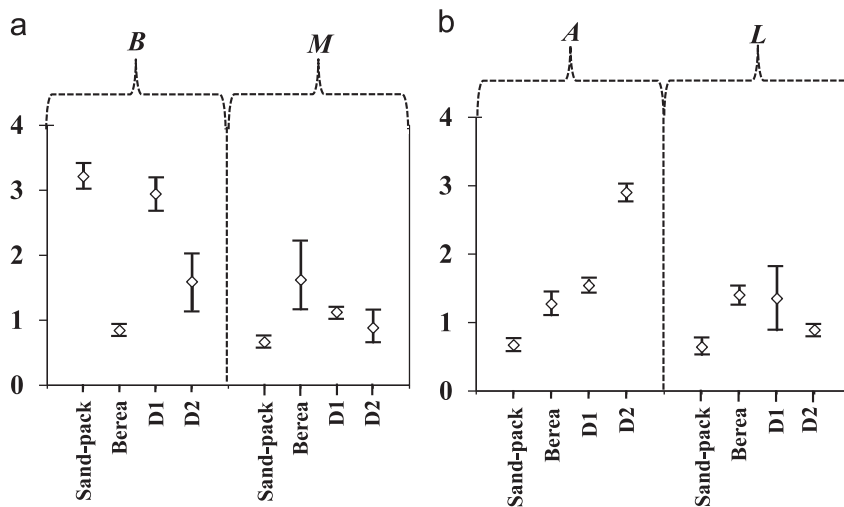 a
B M
4
3
2
1
0
Sand-pack
Berea
D1
D2
Sand-pack
Berea
D1
D2
b
A L
4
3
2
1
0
Sand-pack
Berea
D1
D2
Sand-pack
Berea
D1
D2